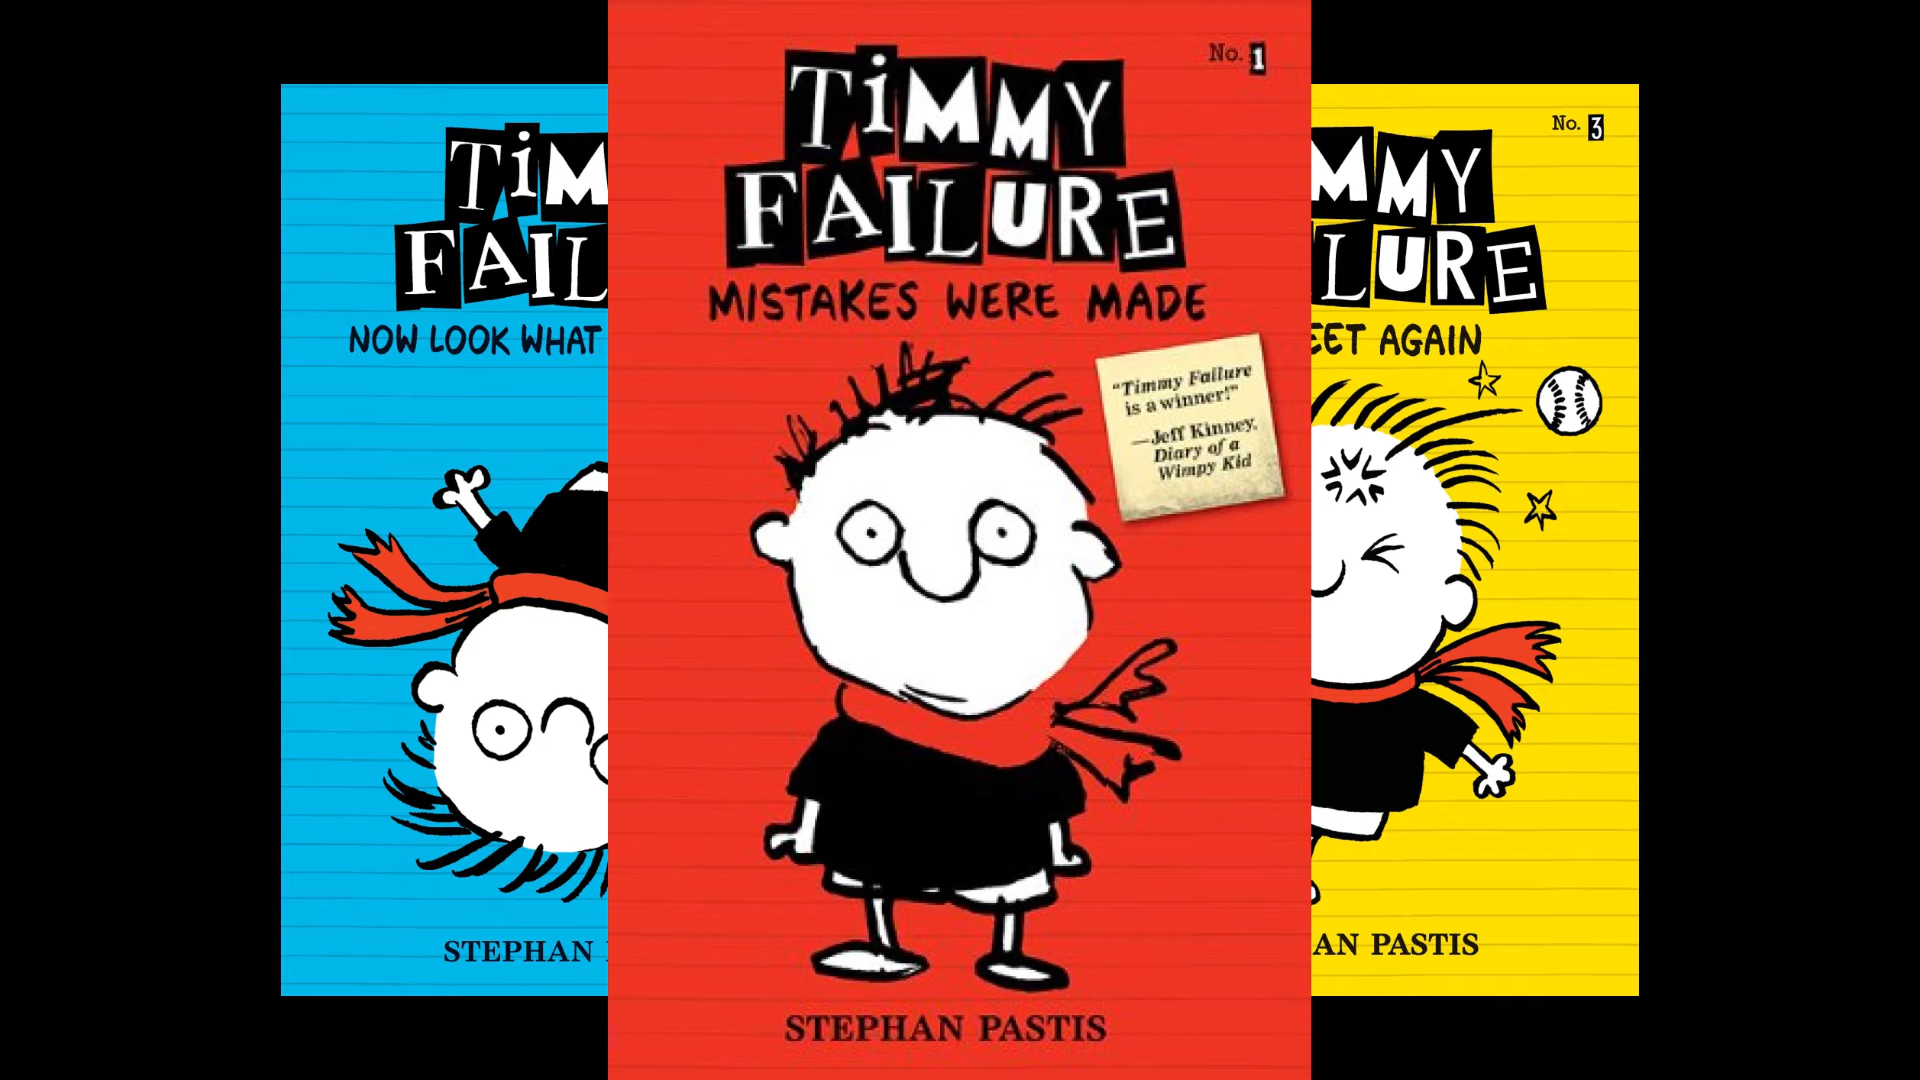 TiMMY
FAILURE
MISTAKES WERE MADE
No. 1
"Timmy Failure
is a winner!"
—Jeff Kinney,
Diary of a
Wimpy Kid
STEPHAN PASTIS
TiM
FAIL
NOW LOOK WHAT
STEPHAN
No. 3
MMY
LURE
EET AGAIN
AN PASTIS